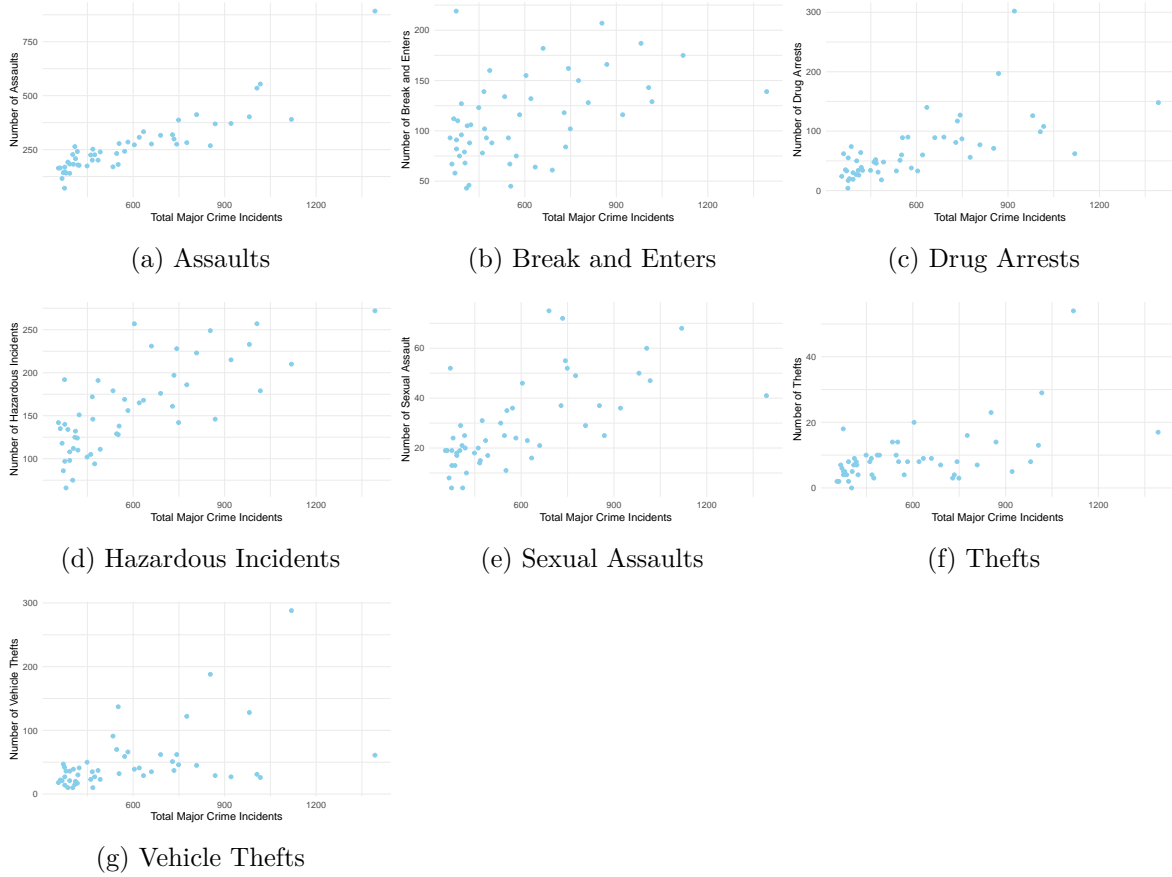 750
500
250
Number of Assaults
600
900
1200
Total Major Crime Incidents
(a) Assaults
200
150
100
50
Number of Break and Enters
600
900
1200
Total Major Crime Incidents
(b) Break and Enters
300
200
100
0
Number of Drug Arrests
600
900
1200
Total Major Crime Incidents
(c) Drug Arrests
250
200
150
100
Number of Hazardous Incidents
600
900
1200
Total Major Crime Incidents
(d) Hazardous Incidents
60
40
20
Number of Sexual Assault
600
900
1200
Total Major Crime Incidents
(e) Sexual Assaults
40
20
0
Number of Thefts
600
900
1200
Total Major Crime Incidents
(f) Thefts
300
200
100
0
Number of Vehicle Thefts
600
900
1200
Total Major Crime Incidents
(g) Vehicle Thefts